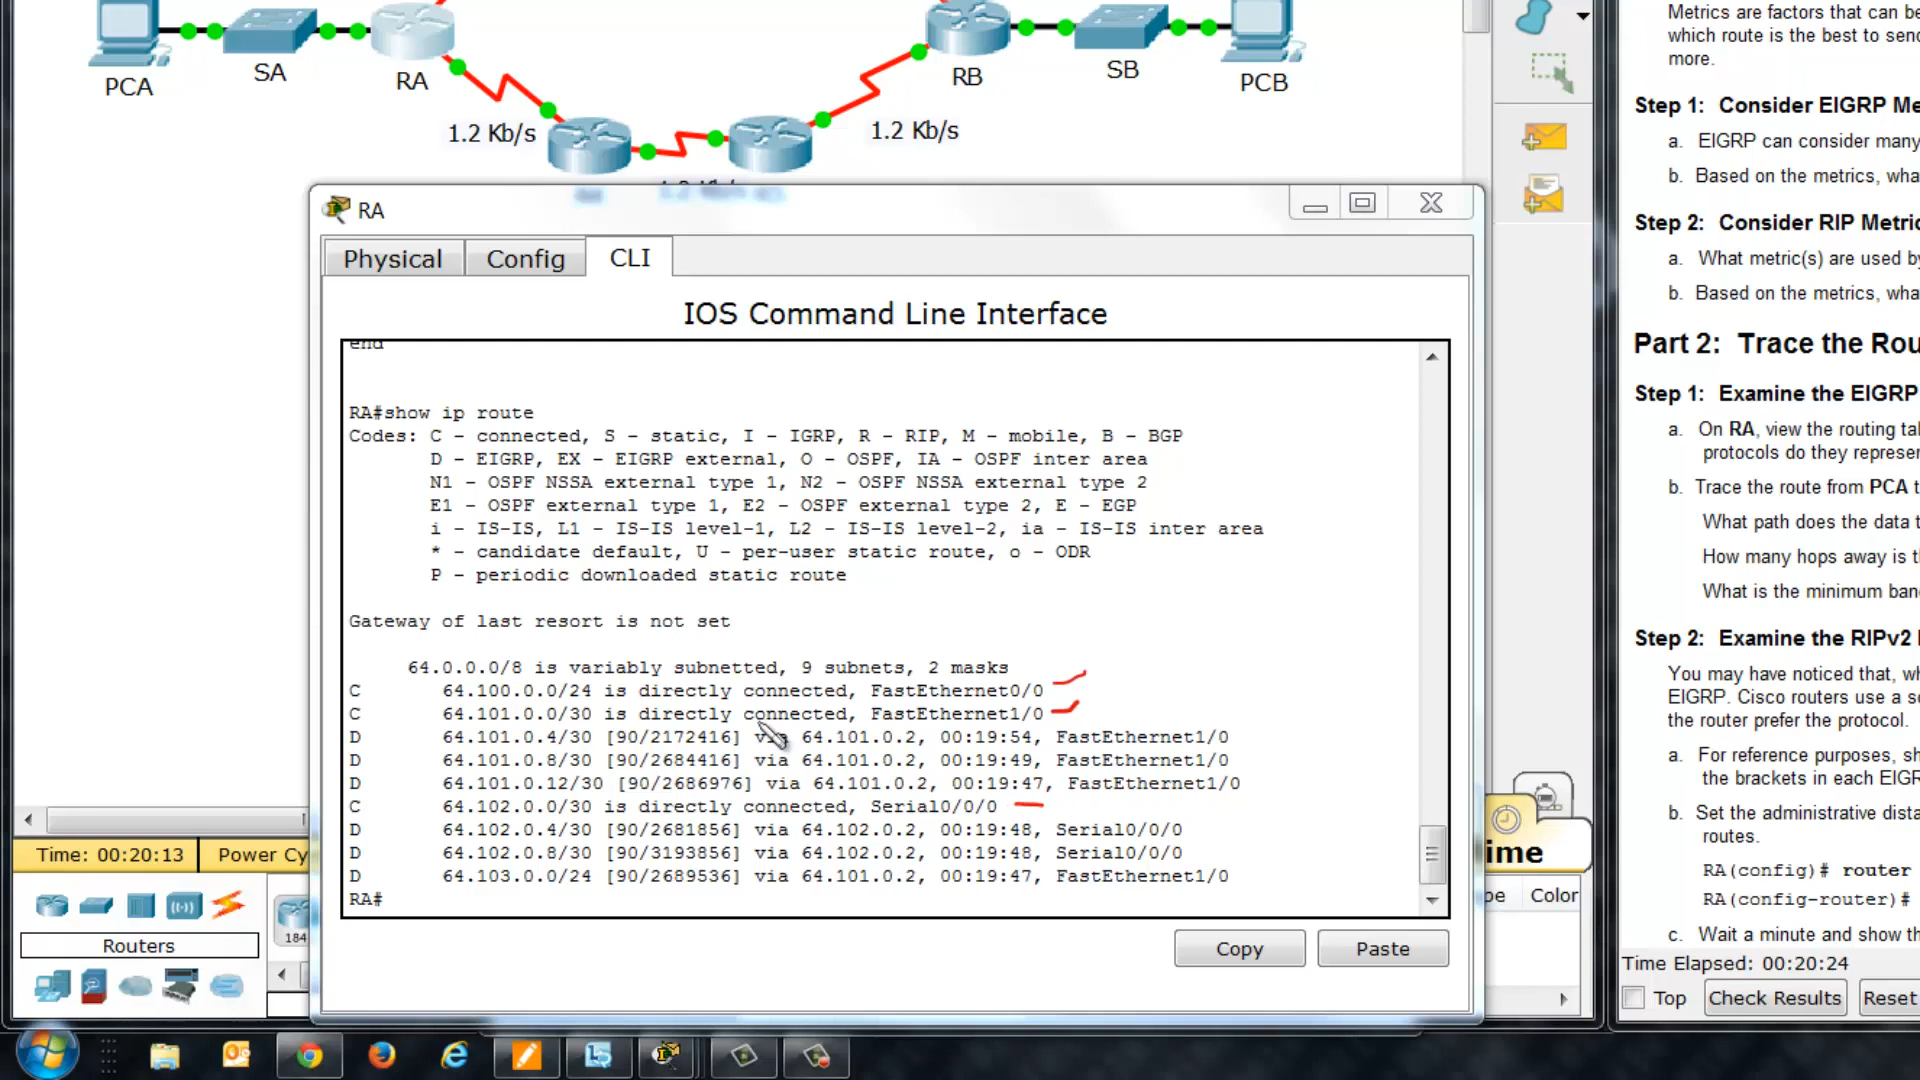 PCA
SA
RA
RB
SB
PCB
1.2 Kb/s
1.2 Kb/s
RA
Physical
Config
CLI
IOS Command Line Interface
end
RA#show ip route
Codes: C - connected, S - static, I - IGRP, R - RIP, M - mobile, B - BGP
D - EIGRP, EX - EIGRP external, O - OSPF, IA - OSPF inter area
N1 - OSPF NSSA external type 1, N2 - OSPF NSSA external type 2
E1 - OSPF external type 1, E2 - OSPF external type 2, E - EGP
i - IS-IS, L1 - IS-IS level-1, L2 - IS-IS level-2, ia - IS-IS inter area
* - candidate default, U - per-user static route, o - ODR
P - periodic downloaded static route
Gateway of last resort is not set
64.0.0.0/8 is variably subnetted, 9 subnets, 2 masks
C 64.100.0.0/24 is directly connected, FastEthernet0/0
C 64.101.0.0/30 is directly connected, FastEthernet1/0
D 64.101.0.4/30 [90/2172416] via 64.101.0.2, 00:19:54, FastEthernet1/0
D 64.101.0.8/30 [90/2684416] via 64.101.0.2, 00:19:49, FastEthernet1/0
D 64.101.0.12/30 [90/2686976] via 64.101.0.2, 00:19:47, FastEthernet1/0
C 64.102.0.0/30 is directly connected, Serial0/0/0
D 64.102.0.4/30 [90/2681856] via 64.102.0.2, 00:19:48, Serial0/0/0
D 64.102.0.8/30 [90/3193856] via 64.102.0.2, 00:19:48, Serial0/0/0
D 64.103.0.0/24 [90/2689536] via 64.101.0.2, 00:19:47, FastEthernet1/0
RA#
Copy
Paste
Time: 00:20:13
Power Cy
Routers
184
ime
pe
Color
Metrics are factors that can be
which route is the best to send
more.
Step 1: Consider EIGRP Me
a. EIGRP can consider many
b. Based on the metrics, wha
Step 2: Consider RIP Metric
a. What metric(s) are used by
b. Based on the metrics, wha
Part 2: Trace the Rou
Step 1: Examine the EIGRP
a. On RA, view the routing tal
protocols do they represen
b. Trace the route from PCA t
What path does the data t
How many hops away is th
What is the minimum ban
Step 2: Examine the RIPv2
You may have noticed that, wh
EIGRP. Cisco routers use a sc
the router prefer the protocol.
a. For reference purposes, sh
the brackets in each EIGR
b. Set the administrative dista
routes.
RA(config)# router
RA(config-router)#
c. Wait a minute and show th
Time Elapsed: 00:20:24
Top
Check Results
Reset